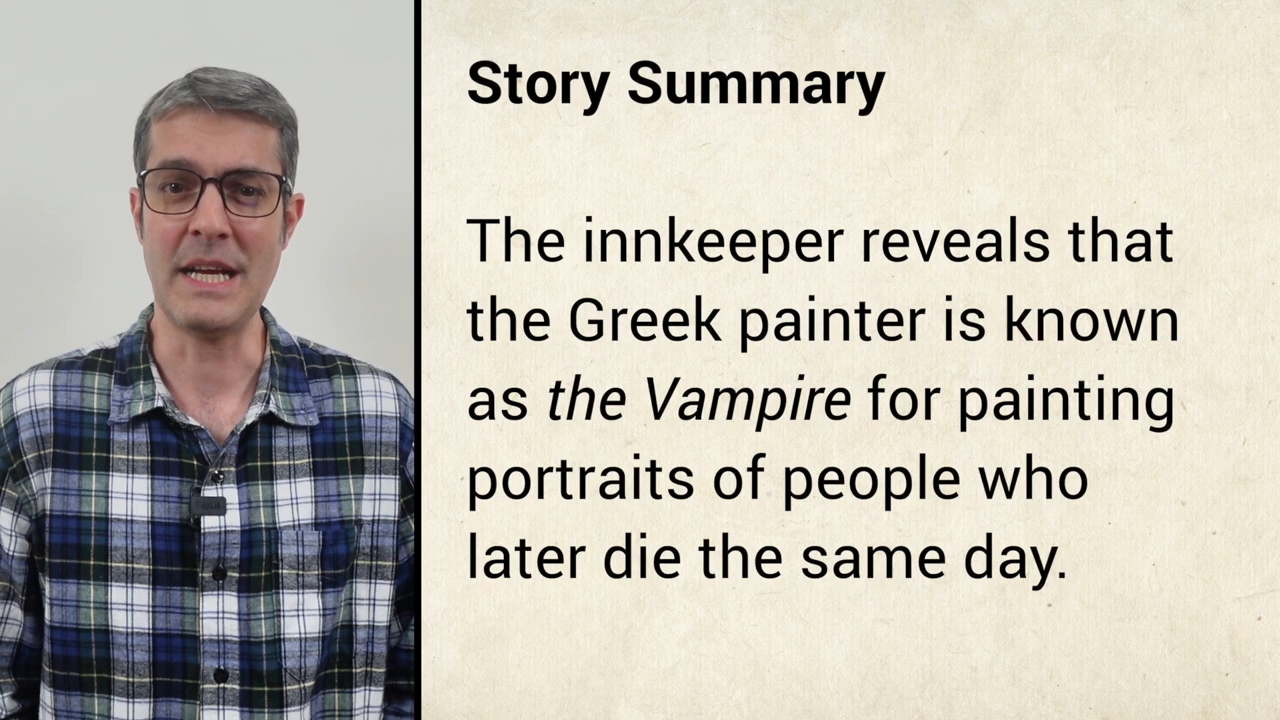 Story Summary
The innkeeper reveals that
the Greek painter is known
as the Vampire for painting
portraits of people who
later die the same day.